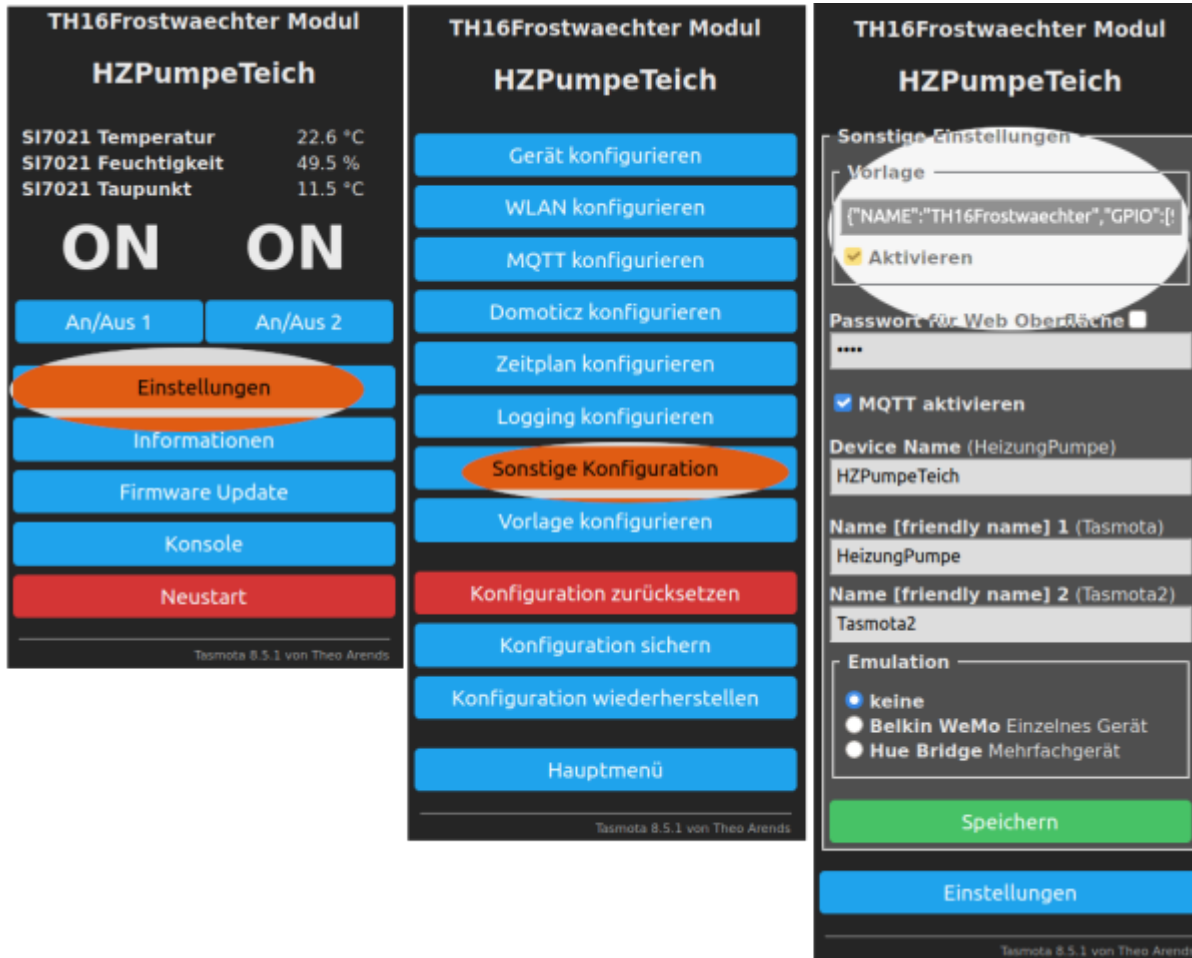 TH16Frostwaechter Modul
HZPumpeTeich
SI7021 Temperatur 22.6 °C
SI7021 Feuchtigkeit 49.5 %
SI7021 Taupunkt 11.5 °C
ON ON
An/Aus 1 An/Aus 2
Einstellungen
Informationen
Firmware Update
Konsole
Neustart
Tasmota 8.5.1 von Theo Arends
TH16Frostwaechter Modul
HZPumpeTeich
Gerät konfigurieren
WLAN konfigurieren
MQTT konfigurieren
Domoticz konfigurieren
Zeitplan konfigurieren
Logging konfigurieren
Sonstige Konfiguration
Vorlage konfigurieren
Konfiguration zurücksetzen
Konfiguration sichern
Konfiguration wiederherstellen
Hauptmenü
Tasmota 8.5.1 von Theo Arends
TH16Frostwaechter Modul
HZPumpeTeich
Sonstige Einstellungen
Vorlage
{"NAME":"TH16Frostwaechter","GPIO":[
Aktivieren
Passwort für Web Oberfläche
••••
MQTT aktivieren
Device Name (HeizungPumpe)
HZPumpeTeich
Name [friendly name] 1 (Tasmota)
HeizungPumpe
Name [friendly name] 2 (Tasmota2)
Tasmota2
Emulation
keine
Belkin WeMo Einzelnes Gerät
Hue Bridge Mehrfachgerät
Speichern
Einstellungen
Tasmota 8.5.1 von Theo Arends